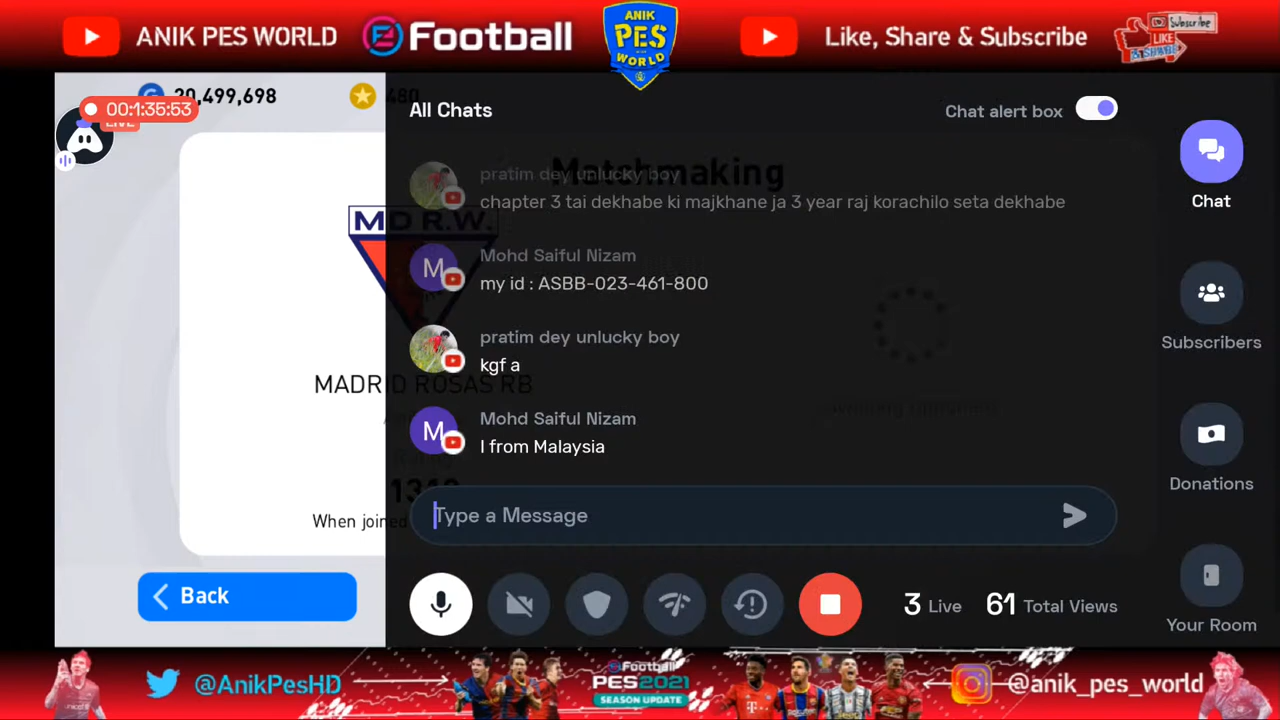 ANIK PES WORLD
Football
ANIK
PES
WORLD
Like, Share & Subscribe
Subscribe
LIKE
& SHARE
20,499,698
480
00:1:35:53
LIVE
All Chats
Chat alert box
Matchmaking
pratim dey unlucky boy
chapter 3 tai dekhabe ki majkhane ja 3 year raj korachilo seta dekhabe
Chat
MD R.W.
M
Mohd Saiful Nizam
my id : ASBB-023-461-800
Subscribers
pratim dey unlucky boy
kgf a
MADRID ROSAS RB
M
Mohd Saiful Nizam
I from Malaysia
Donations
When joined
Type a Message
Back
3 Live
61 Total Views
Your Room
@AnikPesHD
eFootball
PES2021
SEASON UPDATE
@anik_pes_world